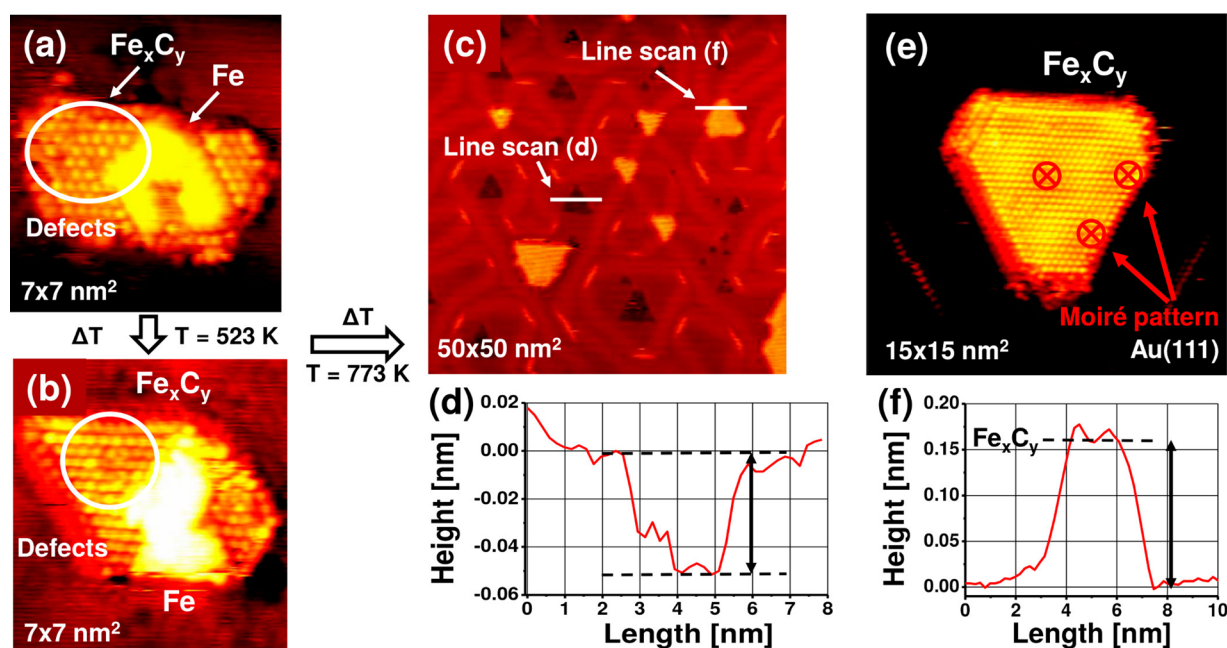 (a)
FexCy
Fe
Defects
7x7 nm²
ΔT
T = 523 K
(b)
FexCy
Defects
Fe
7x7 nm²
ΔT
T = 773 K
(c)
Line scan (f)
Line scan (d)
50x50 nm²
(d)
0.02
0.00
-0.02
-0.04
-0.06
Height [nm]
0 1 2 3 4 5 6 7 8
Length [nm]
(e)
FexCy
Moiré pattern
15x15 nm²
Au(111)
(f)
0.20
0.15
0.10
0.05
0.00
FexCy
Height [nm]
0 2 4 6 8 10
Length [nm]